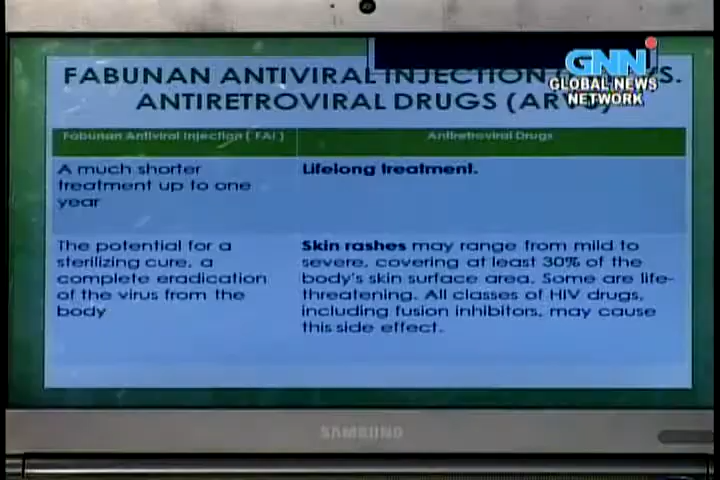 GNN
GLOBAL NEWS
NETWORK
FABUNAN ANTIVIRAL INJECTION
ANTIRETROVIRAL DRUGS
Fabunan Antiviral Injection ( FAI )
Antiretroviral Drugs
A much shorter
treatment up to one
year
Lifelong treatment.
The potential for a
sterilizing cure, a
complete eradication
of the virus from the
body
Skin rashes may range from mild to
severe, covering at least 30% of the
body's skin surface area. Some are life-
threatening. All classes of HIV drugs,
including fusion inhibitors, may cause
this side effect.
SAMSUNG